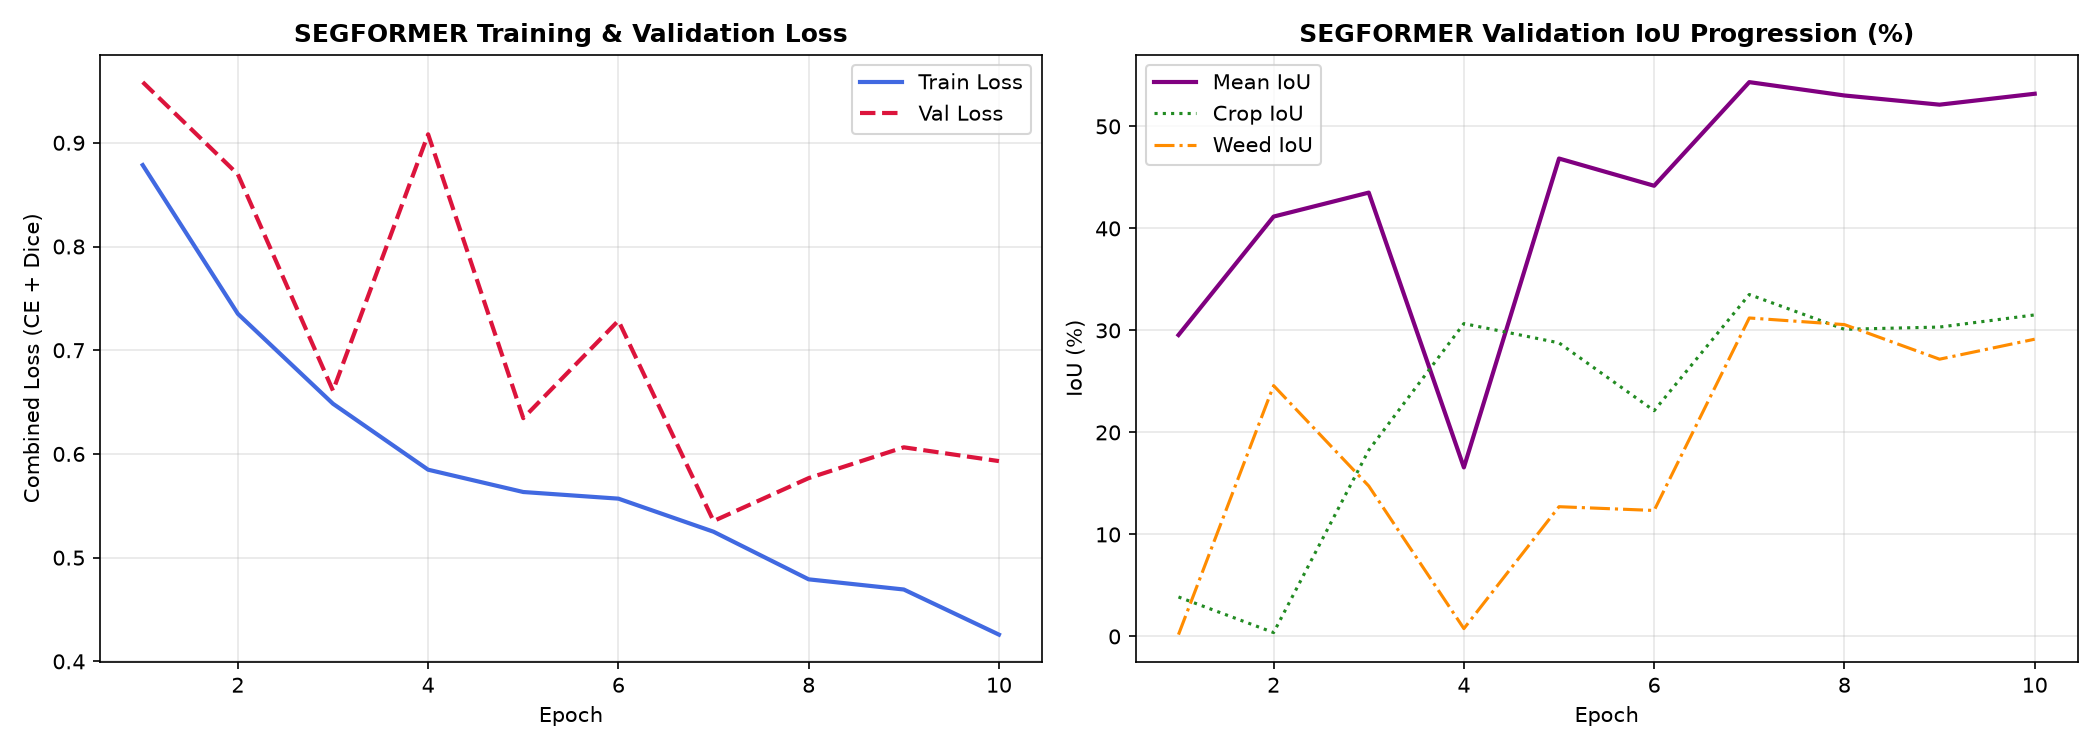 SEGFORMER Training & Validation Loss
Combined Loss (CE + Dice)
0.9
0.8
0.7
0.6
0.5
0.4
Train Loss
Val Loss
2
4
6
8
10
Epoch
SEGFORMER Validation IoU Progression (%)
IoU (%)
50
40
30
20
10
0
Mean IoU
Crop IoU
Weed IoU
2
4
6
8
10
Epoch